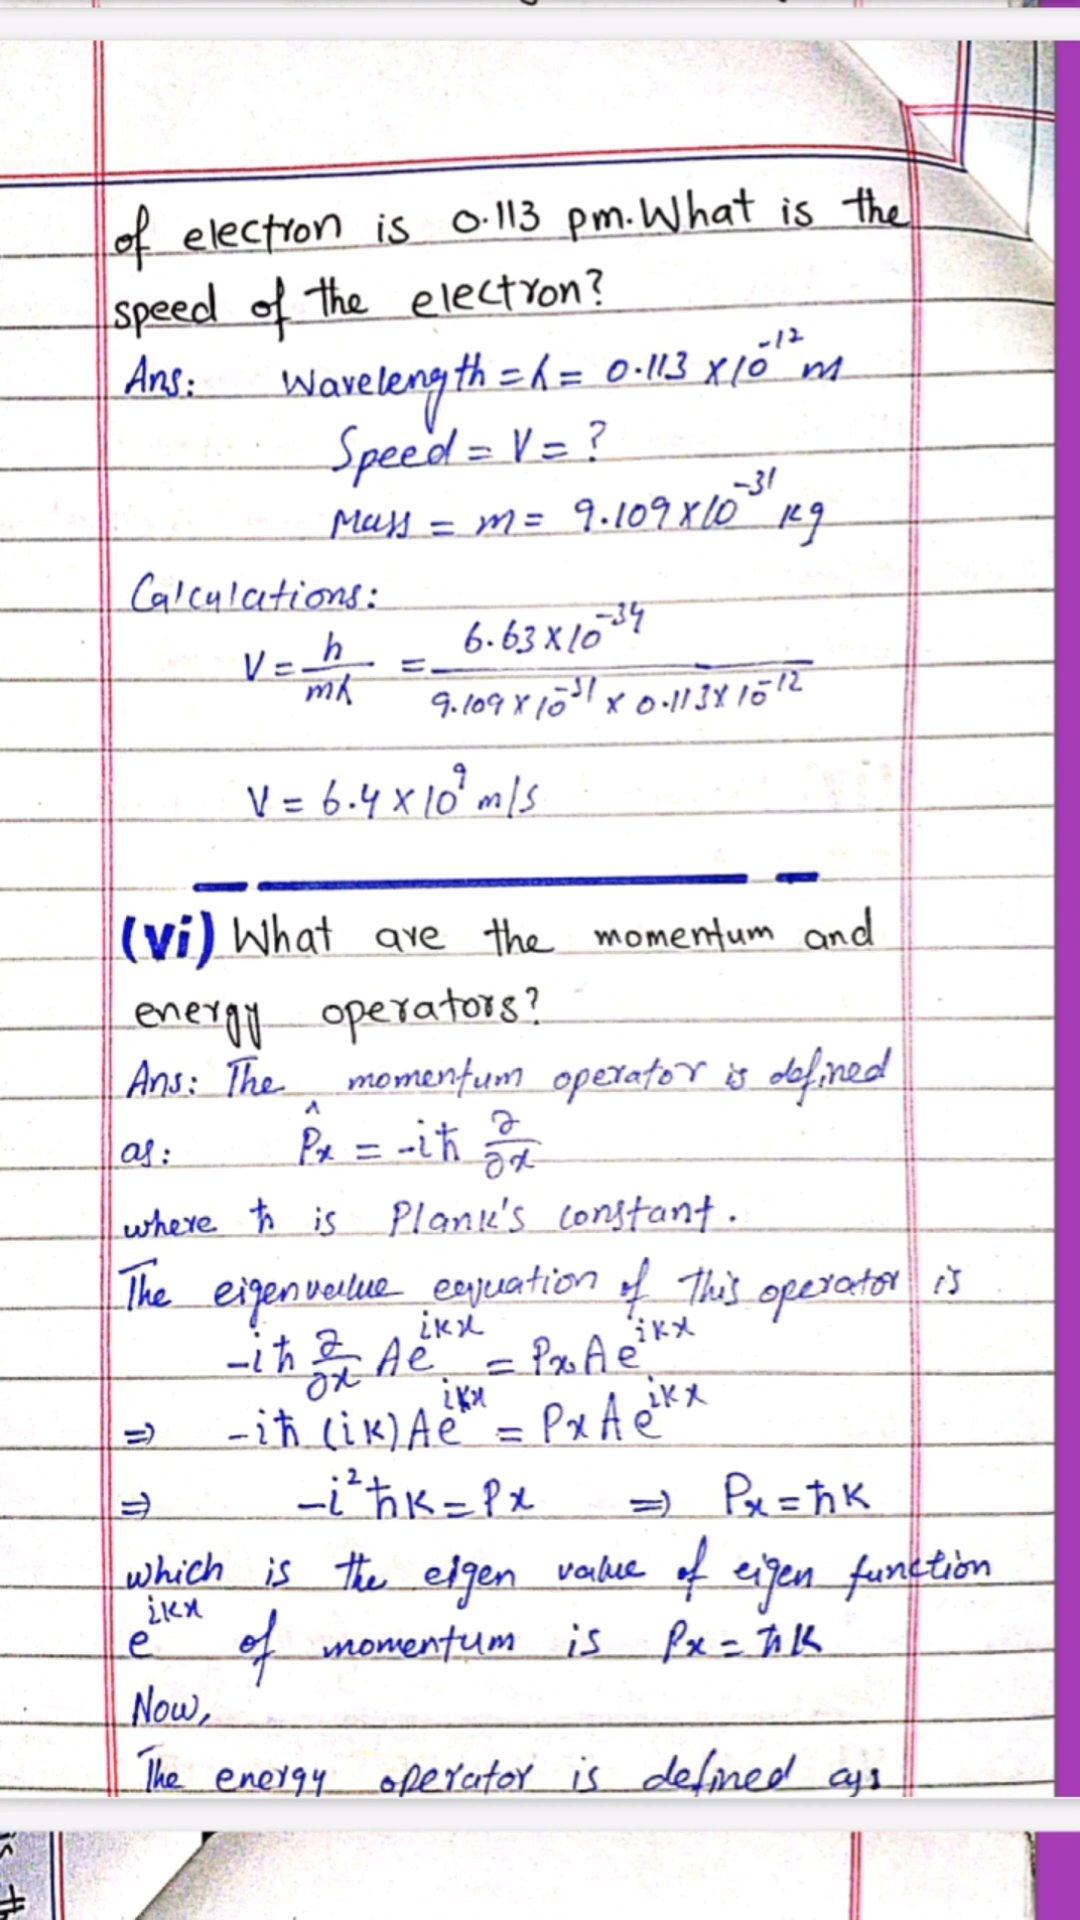 of electron is 0.113 pm. What is the
speed of the electron?
Ans: Wavelength = λ = 0.113 x 10⁻¹² m
Speed = V = ?
Mass = m = 9.109 x 10⁻³¹ kg
Calculations:
V = h/mλ = 6.63 x 10⁻³⁴ / 9.109 x 10⁻³¹ x 0.113 x 10⁻¹²
V = 6.4 x 10⁹ m/s
(vi) What are the momentum and
energy operators?
Ans: The momentum operator is defined
as: P̂x = -iħ ∂/∂x
where ħ is Plank's constant.
The eigenvalue equation of this operator is
-iħ ∂/∂x Ae^ikx = Px Ae^ikx
⇒ -iħ (ik) Ae^ikx = Px Ae^ikx
⇒ -i²ħk = Px ⇒ Px = ħk
which is the eigen value of eigen function
e^ikx of momentum is Px = ħk
Now,
The energy operator is defined as